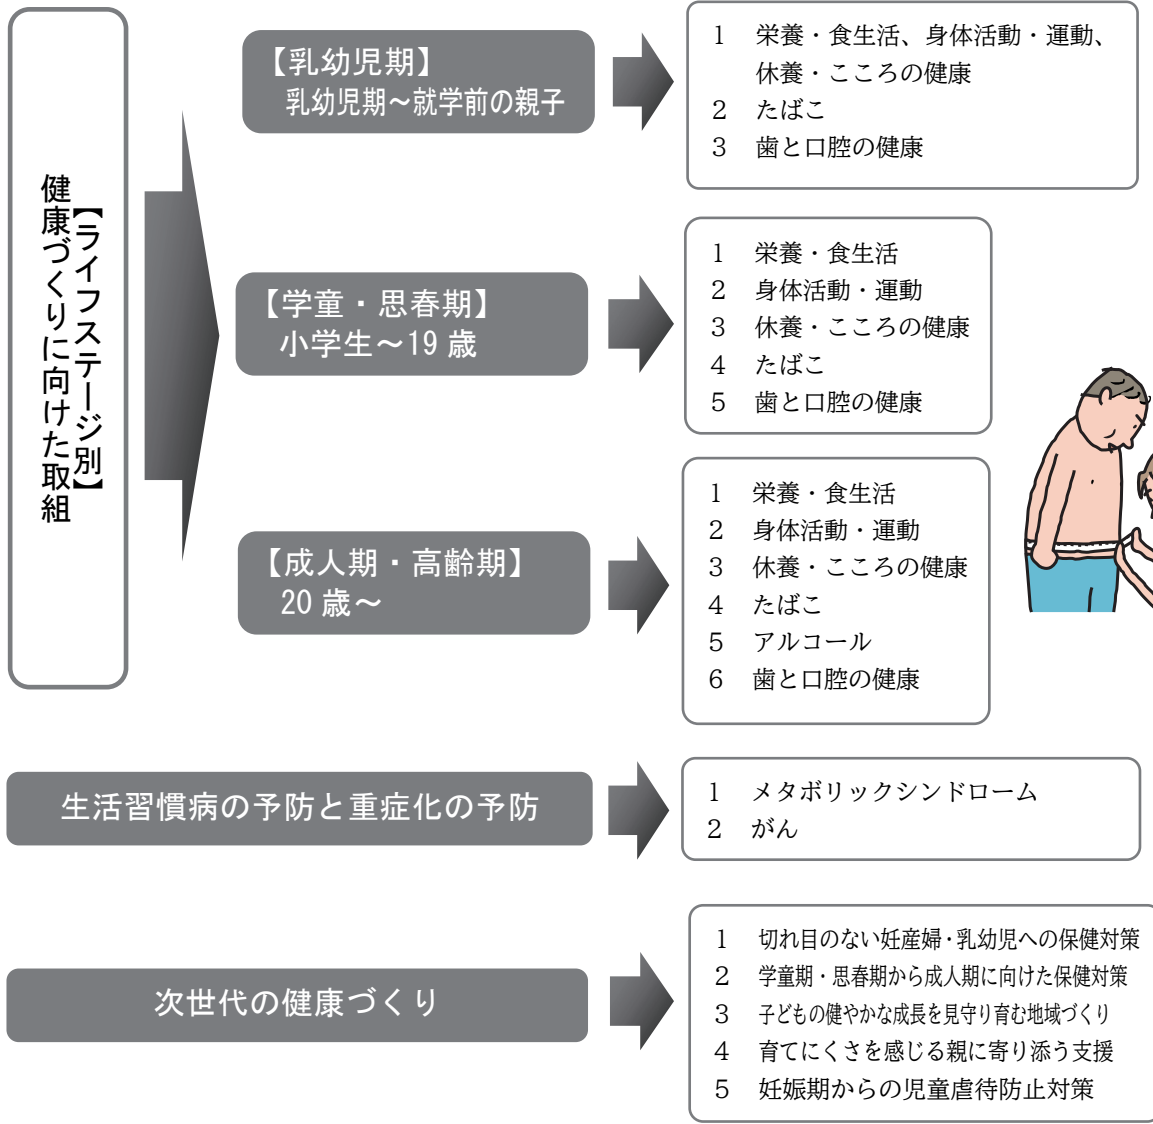 【ライフステージ別】
健康づくりに向けた取組
【乳幼児期】
乳幼児期～就学前の親子
1 栄養・食生活、身体活動・運動、
休養・こころの健康
2 たばこ
3 歯と口腔の健康
【学童・思春期】
小学生～19歳
1 栄養・食生活
2 身体活動・運動
3 休養・こころの健康
4 たばこ
5 歯と口腔の健康
【成人期・高齢期】
20歳～
1 栄養・食生活
2 身体活動・運動
3 休養・こころの健康
4 たばこ
5 アルコール
6 歯と口腔の健康
生活習慣病の予防と重症化の予防
1 メタボリックシンドローム
2 がん
次世代の健康づくり
1 切れ目のない妊産婦・乳幼児への保健対策
2 学童期・思春期から成人期に向けた保健対策
3 子どもの健やかな成長を見守り育む地域づくり
4 育てにくさを感じる親に寄り添う支援
5 妊娠期からの児童虐待防止対策